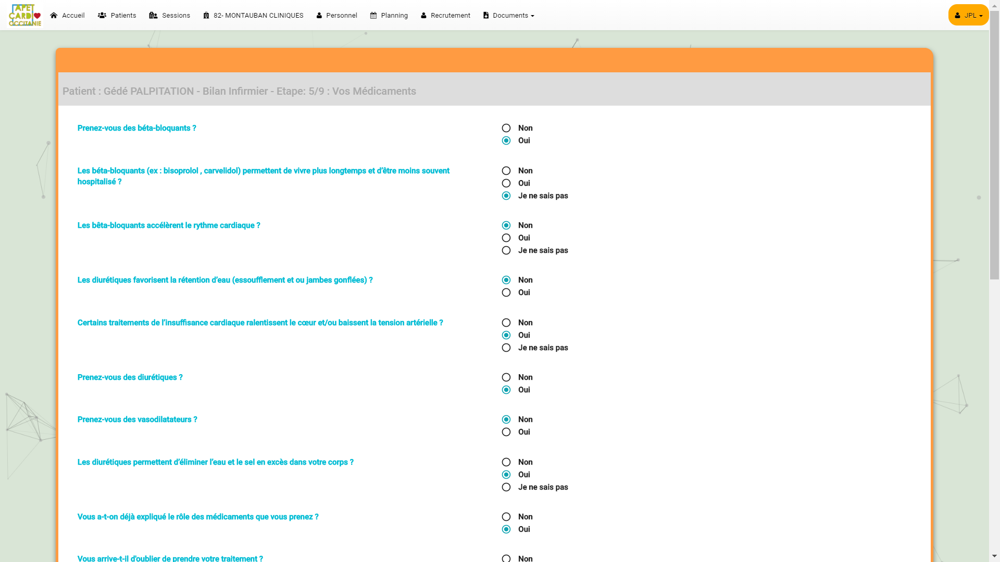 APET
CARDI
OCCITANIE
Accueil
Patients
Sessions
82- MONTAUBAN CLINIQUES
Personnel
Planning
Recrutement
Documents
JPL
Patient : Gédé PALPITATION - Bilan Infirmier - Etape: 5/9 : Vos Médicaments
Prenez-vous des béta-bloquants ?
Non
Oui
Les béta-bloquants (ex : bisoprolol , carvelidol) permettent de vivre plus longtemps et d’être moins souvent
hospitalisé ?
Non
Oui
Je ne sais pas
Les bêta-bloquants accélèrent le rythme cardiaque ?
Non
Oui
Je ne sais pas
Les diurétiques favorisent la rétention d’eau (essoufflement et ou jambes gonflées) ?
Non
Oui
Certains traitements de l’insuffisance cardiaque ralentissent le cœur et/ou baissent la tension artérielle ?
Non
Oui
Je ne sais pas
Prenez-vous des diurétiques ?
Non
Oui
Prenez-vous des vasodilatateurs ?
Non
Oui
Les diurétiques permettent d’éliminer l’eau et le sel en excès dans votre corps ?
Non
Oui
Je ne sais pas
Vous a-t-on déjà expliqué le rôle des médicaments que vous prenez ?
Non
Oui
Vous arrive-t-il d'oublier de prendre votre traitement ?
Non